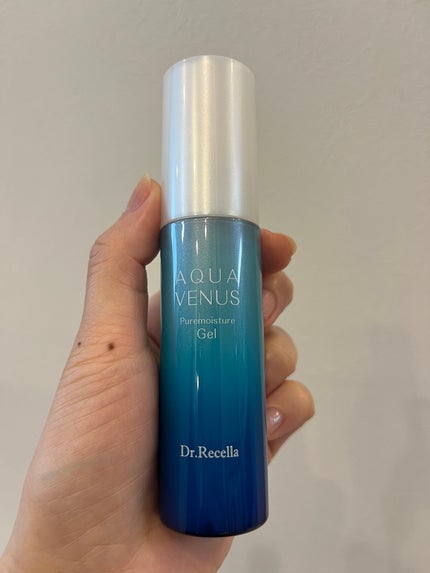 AQUA
VENUS
Puremoisture
Gel
Dr.Recella